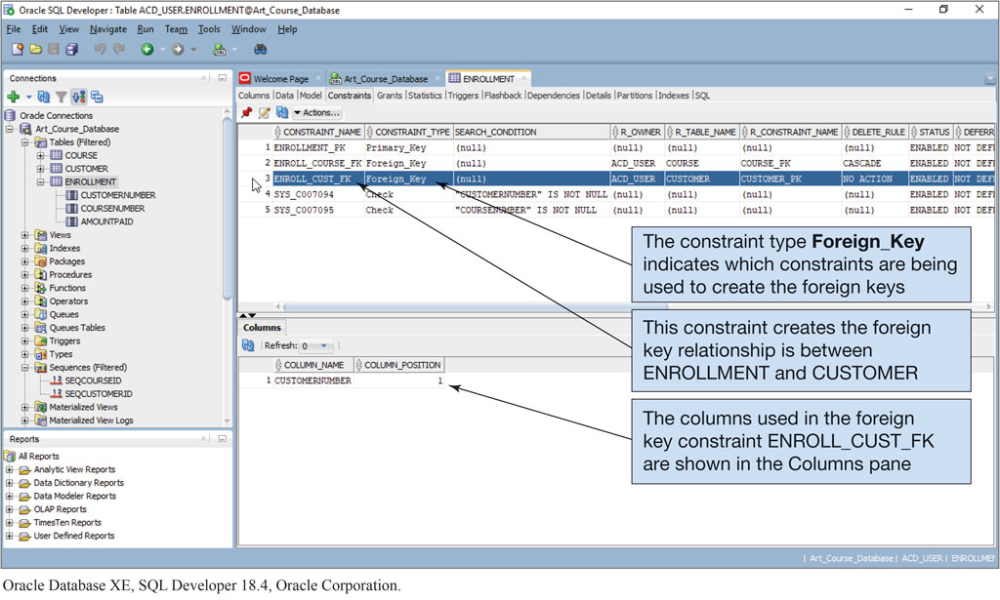 Oracle SQL Developer : Table ACD_USER.ENROLLMENT@Art_Course_Database
File Edit View Navigate Run Team Tools Window Help
Connections
Oracle Connections
Art_Course_Database
Tables (Filtered)
COURSE
CUSTOMER
ENROLLMENT
CUSTOMERNUMBER
COURSENUMBER
AMOUNTPAID
Views
Indexes
Packages
Procedures
Functions
Operators
Queues
Queues Tables
Triggers
Types
Sequences (Filtered)
SEQCOURSEID
SEQCUSTOMERID
Materialized Views
Materialized View Logs
Reports
All Reports
Analytic View Reports
Data Dictionary Reports
Data Modeler Reports
OLAP Reports
TimesTen Reports
User Defined Reports
Welcome Page Art_Course_Database ENROLLMENT
Columns Data Model Constraints Grants Statistics Triggers Flashback Dependencies Details Partitions Indexes SQL
Actions...
CONSTRAINT_NAME CONSTRAINT_TYPE SEARCH_CONDITION R_OWNER R_TABLE_NAME R_CONSTRAINT_NAME DELETE_RULE STATUS DEFERR
1 ENROLLMENT_PK Primary_Key (null) (null) (null) (null) (null) ENABLED NOT DEF
2 ENROLL_COURSE_FK Foreign_Key (null) ACD_USER COURSE COURSE_PK CASCADE ENABLED NOT DEF
3 ENROLL_CUST_FK Foreign_Key (null) ACD_USER CUSTOMER CUSTOMER_PK NO ACTION ENABLED NOT DEF
4 SYS_C007094 Check "CUSTOMERNUMBER" IS NOT NULL (null) (null) (null) (null) ENABLED NOT DEF
5 SYS_C007095 Check "COURSENUMBER" IS NOT NULL (null) (null) (null) (null) ENABLED NOT DEF
The constraint type Foreign_Key
indicates which constraints are being
used to create the foreign keys
This constraint creates the foreign
key relationship is between
ENROLLMENT and CUSTOMER
The columns used in the foreign
key constraint ENROLL_CUST_FK
are shown in the Columns pane
Columns
Refresh: 0
COLUMN_NAME COLUMN_POSITION
1 CUSTOMERNUMBER 1
Art_Course_Database | ACD_USER | ENROLLME
Oracle Database XE, SQL Developer 18.4, Oracle Corporation.